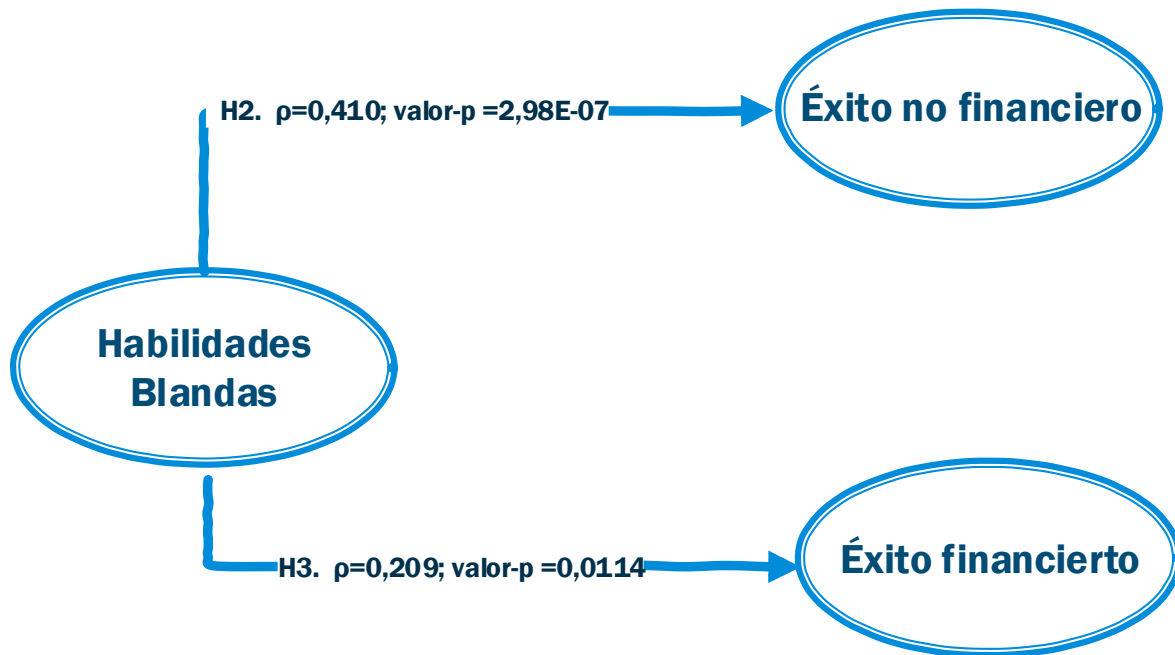 Éxito no financiero
H2. ρ=0,410; valor-p =2,98E-07
Habilidades
Blandas
H3. ρ=0,209; valor-p =0,0114
Éxito financierto